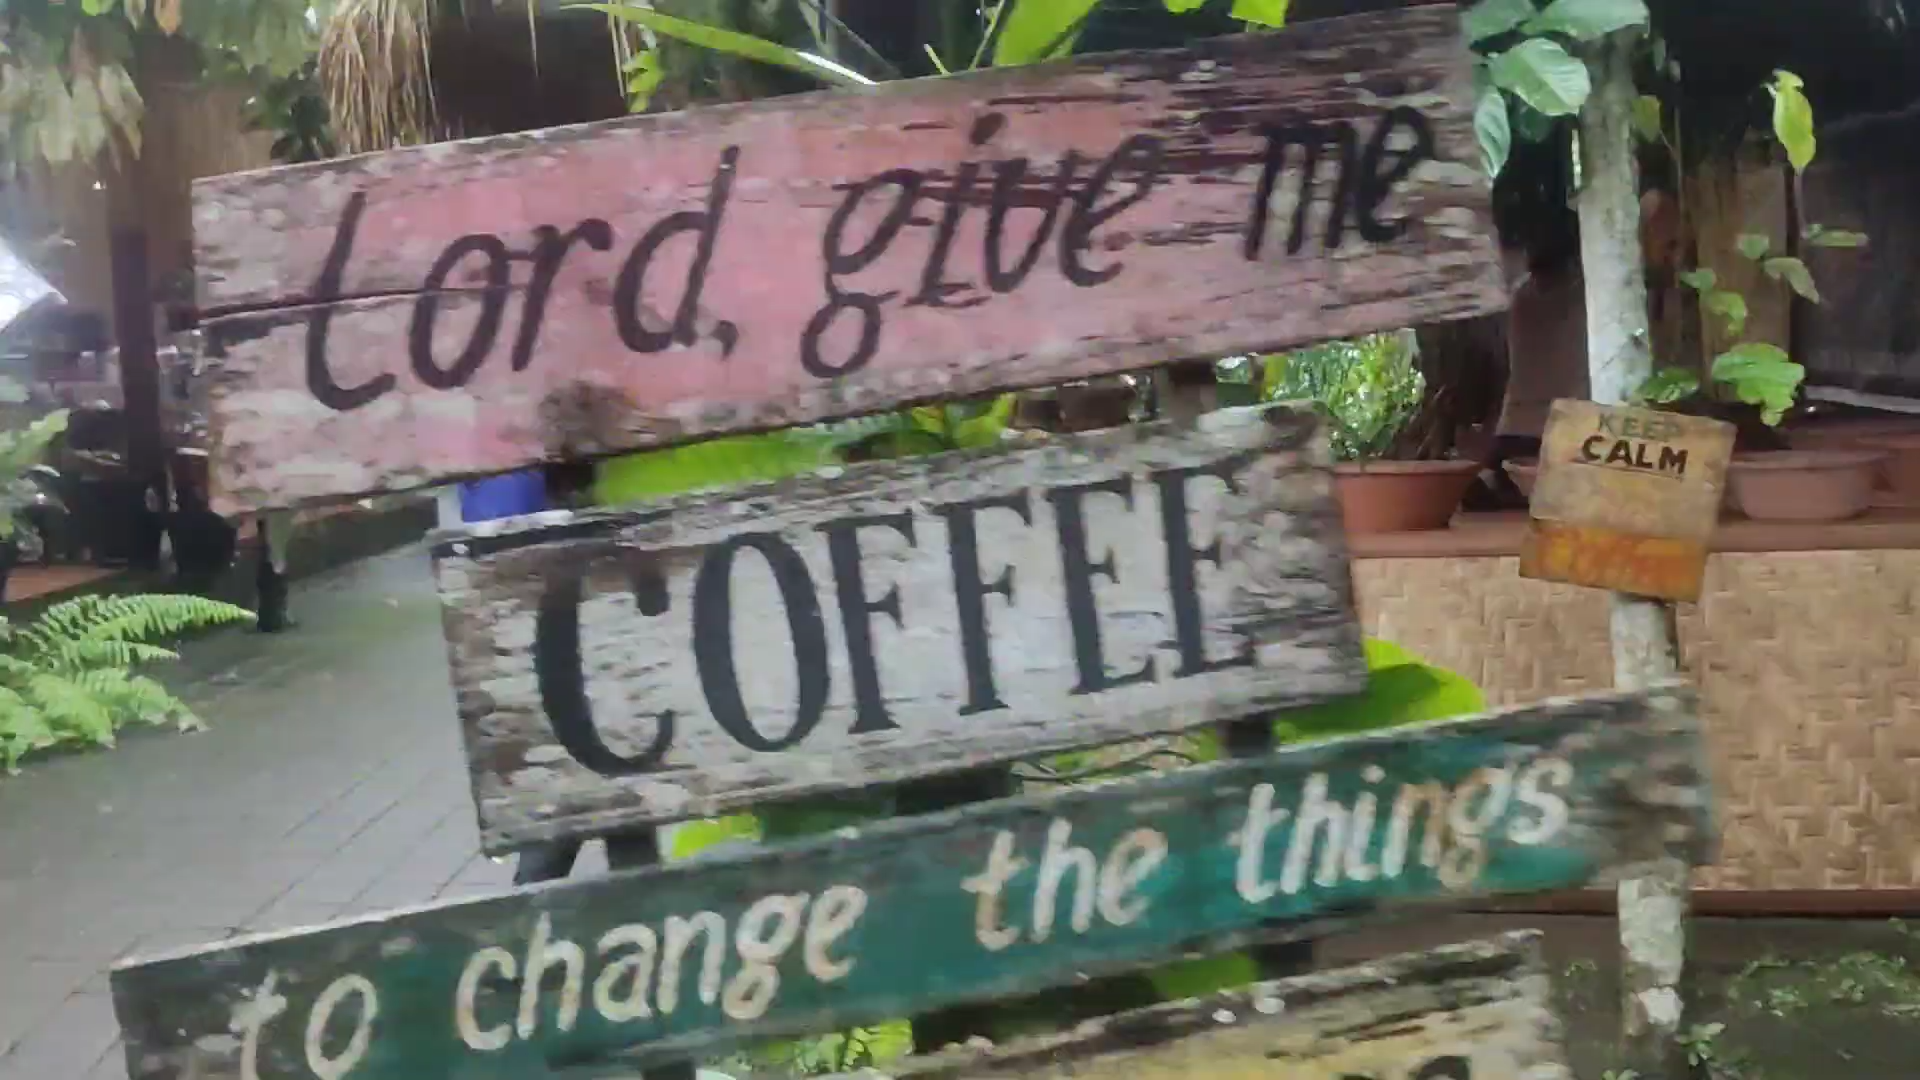 Lord, give me
COFFEE
to change the things
KEEP
CALM